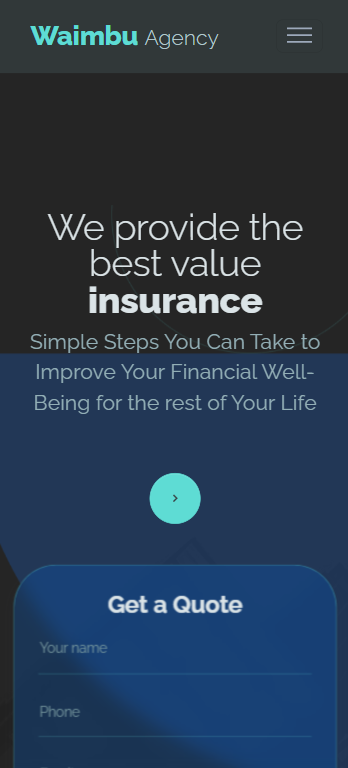 Waimbu Agency
We provide the
best value
insurance
Simple Steps You Can Take to
Improve Your Financial Well-
Being for the rest of Your Life
Get a Quote
Your name
Phone